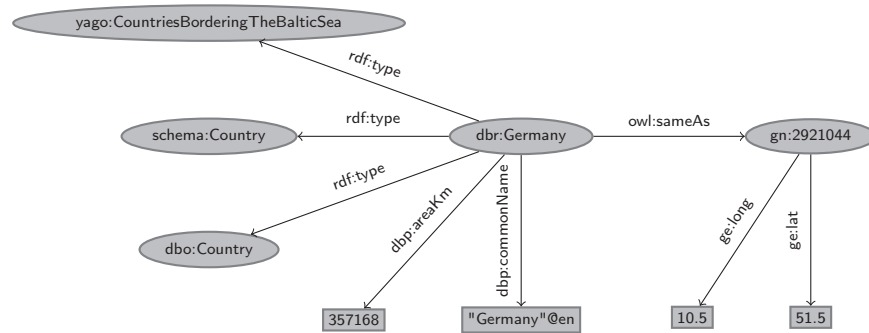 yago:CountriesBorderingTheBalticSea
rdf:type
rdf:type
owl:sameAs
schema:Country
dbr:Germany
gn:2921044
rdf:type
dbp:areaKm
dbp:commonName
ge:long
ge:lat
dbo:Country
357168
"Germany"@en
10.5
51.5